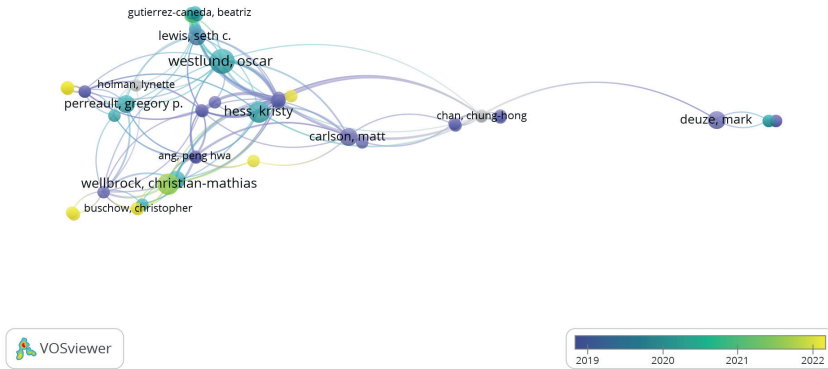 gutierrez-caneda, beatriz
lewis, seth c.
westlund, oscar
holman, lynette
perreault, gregory p.
hess, kristy
chan, chung-hong
deuze, mark
carlson, matt
ang, peng hwa
wellbrock, christian-mathias
buschow, christopher
VOSviewer
2019 2020 2021 2022